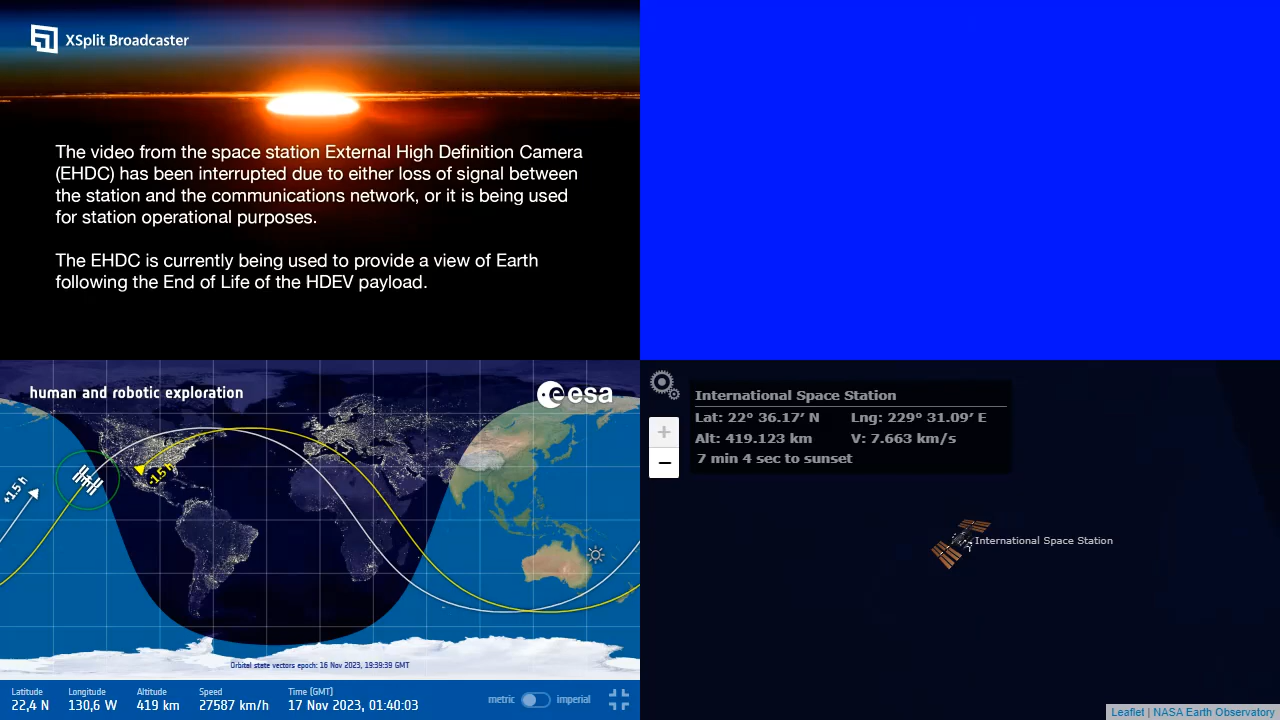 XSplit Broadcaster
The video from the space station External High Definition Camera
(EHDC) has been interrupted due to either loss of signal between
the station and the communications network, or it is being used
for station operational purposes.
The EHDC is currently being used to provide a view of Earth
following the End of Life of the HDEV payload.
human and robotic exploration
esa
+1.5 h
-1.5 h
Orbital state vectors epoch: 16 Nov 2023, 19:39:39 GMT
Latitude Longitude Altitude Speed Time (GMT)
22,4 N 130,6 W 419 km 27587 km/h 17 Nov 2023, 01:40:03
metric imperial
International Space Station
Lat: 22° 36.17’ N Lng: 229° 31.09’ E
Alt: 419.123 km V: 7.663 km/s
7 min 4 sec to sunset
+
−
International Space Station
Leaflet | NASA Earth Observatory